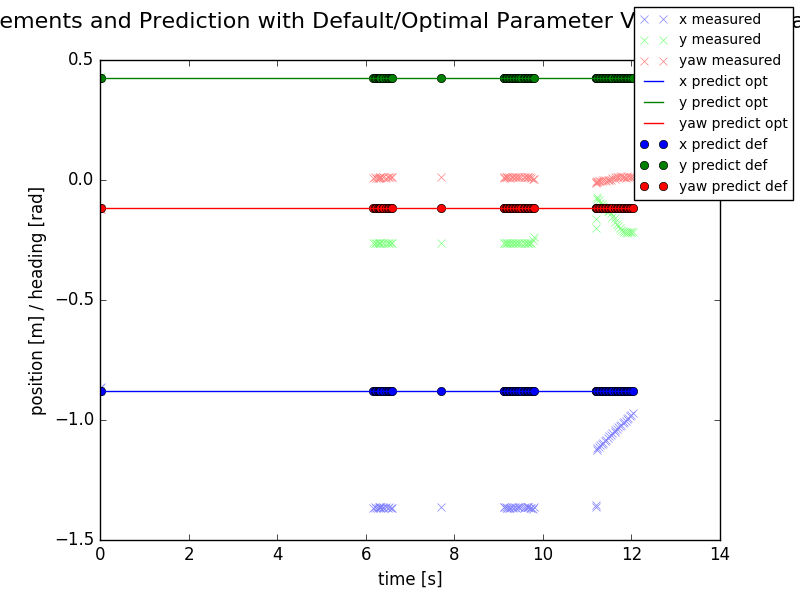 ements and Prediction with Default/Optimal Parameter V
x measured
y measured
yaw measured
x predict opt
y predict opt
yaw predict opt
x predict def
y predict def
yaw predict def
0.5
0.0
−0.5
−1.0
−1.5
position [m] / heading [rad]
0 2 4 6 8 10 12 14
time [s]